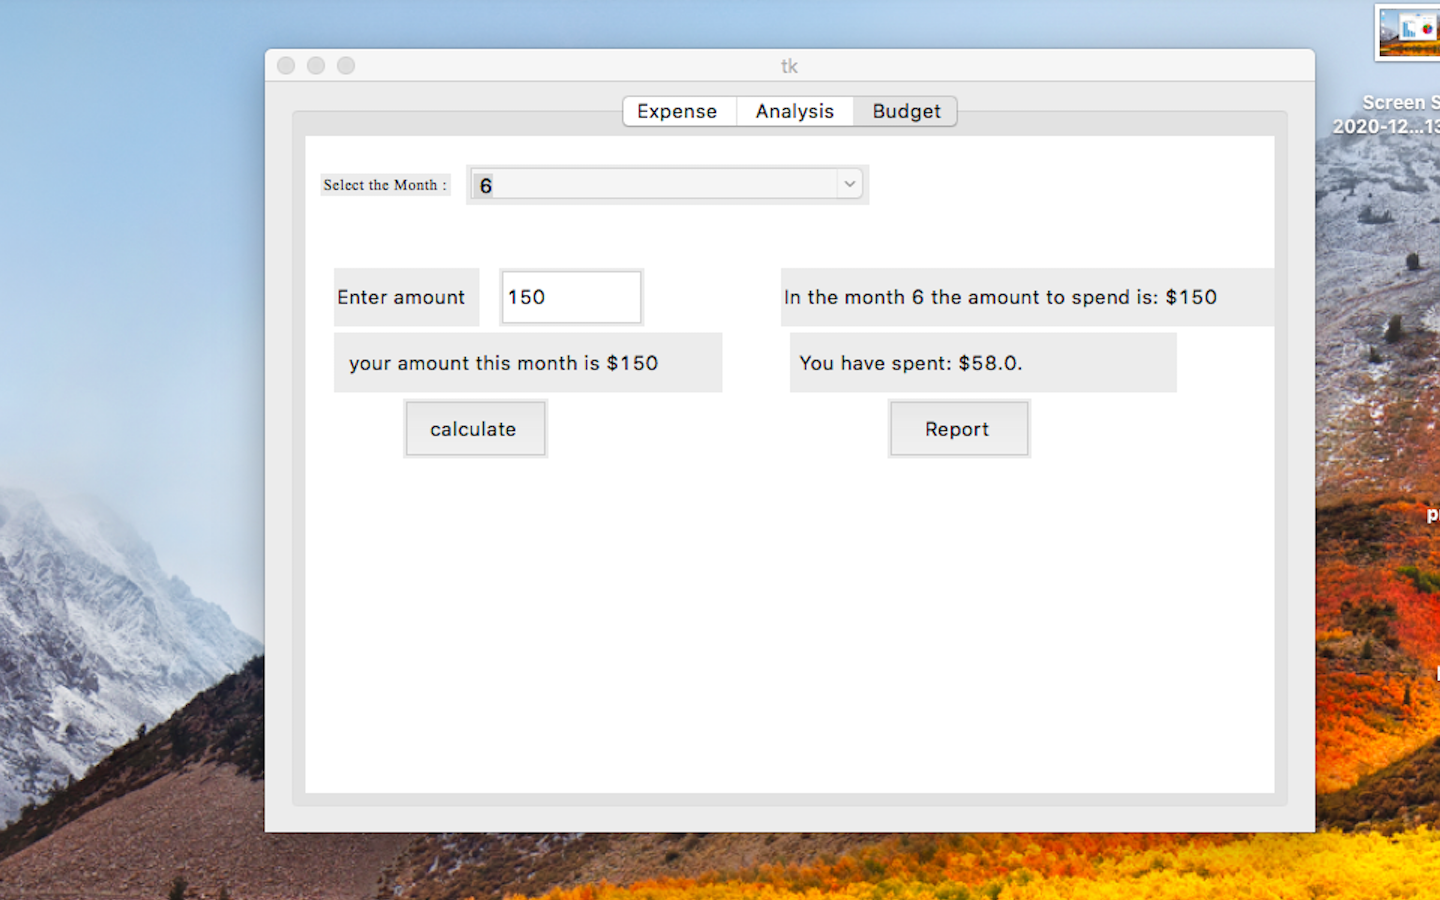 tk
Expense Analysis Budget
Screen S
2020-12...13
Select the Month : 6
Enter amount 150
In the month 6 the amount to spend is: $150
your amount this month is $150
You have spent: $58.0.
calculate
Report